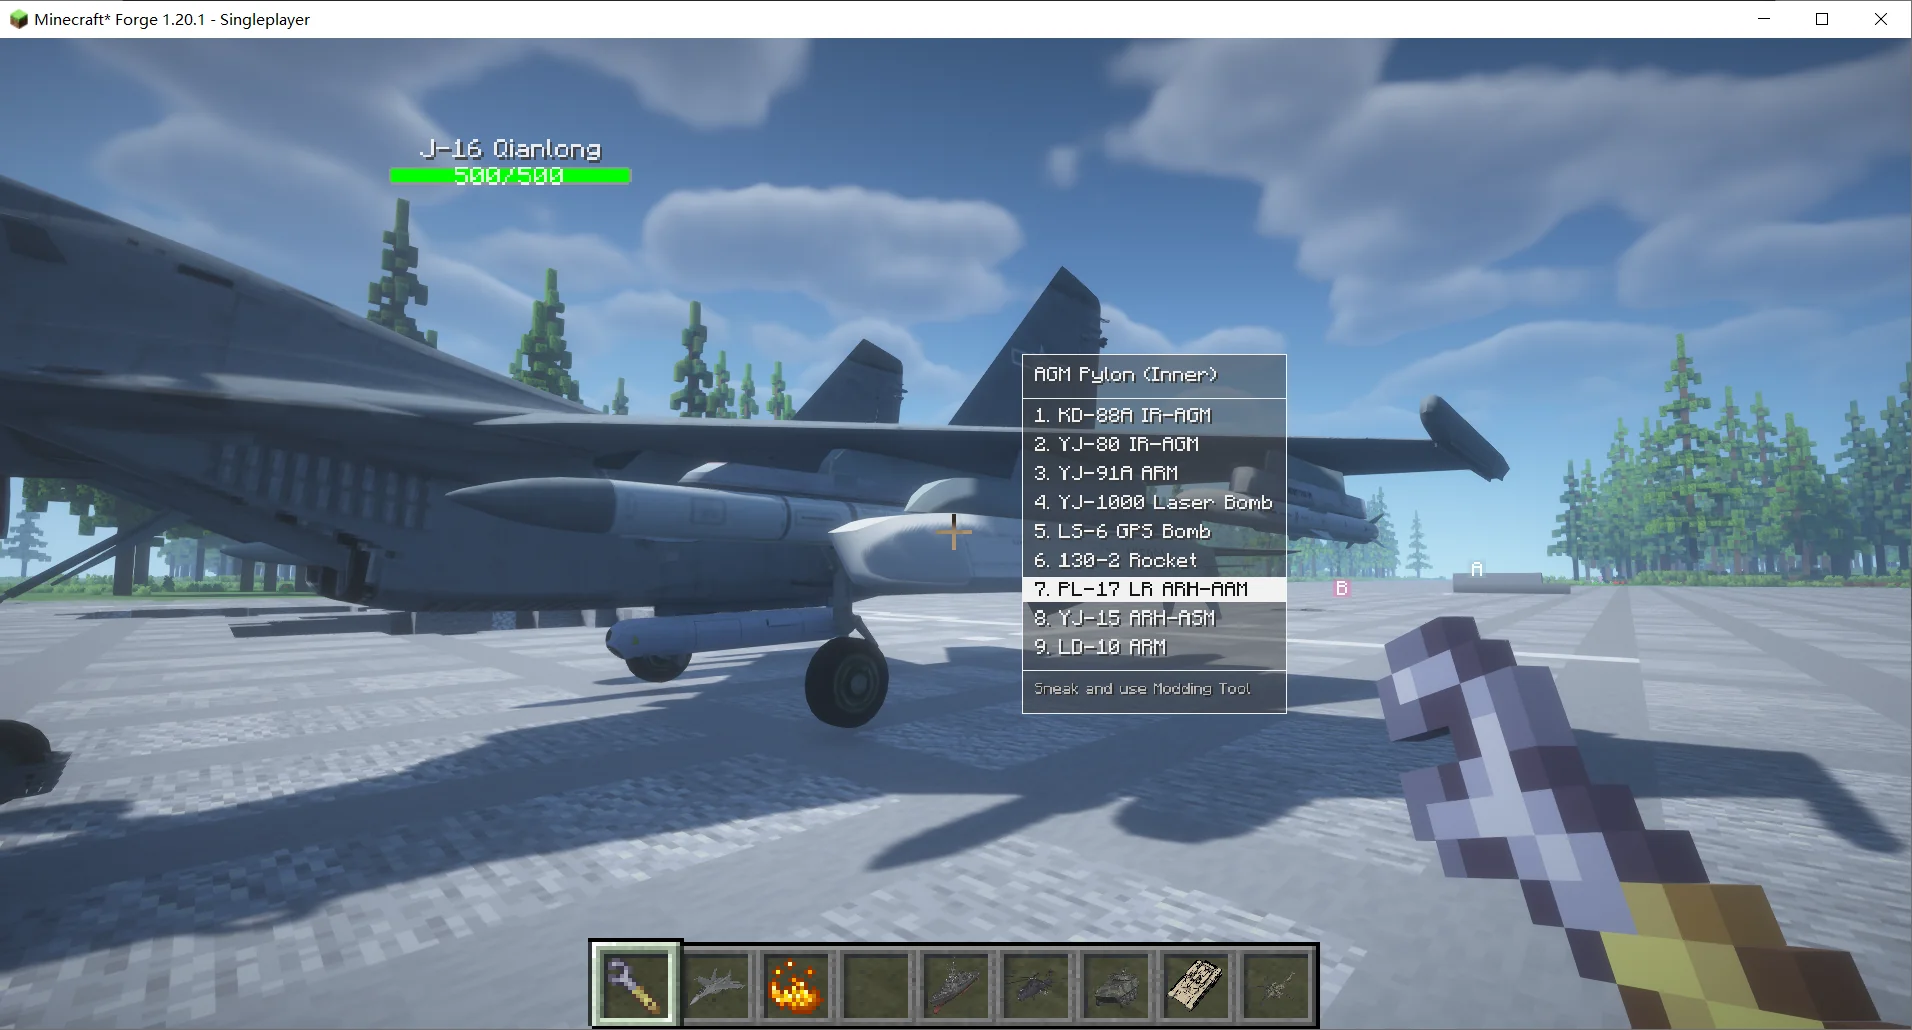 Minecraft* Forge 1.20.1 - Singleplayer
J-16 Qianlong
500/500
AGM Pylon (Inner)
1. KD-88A IR-AGM
2. YJ-80 IR-AGM
3. YJ-91A ARM
4. YJ-1000 Laser Bomb
5. LS-6 GPS Bomb
6. 130-2 Rocket
7. PL-17 LR ARH-AAM
8. YJ-15 ARH-ASM
9. LD-10 ARM
Sneak and use Modding Tool
A
B